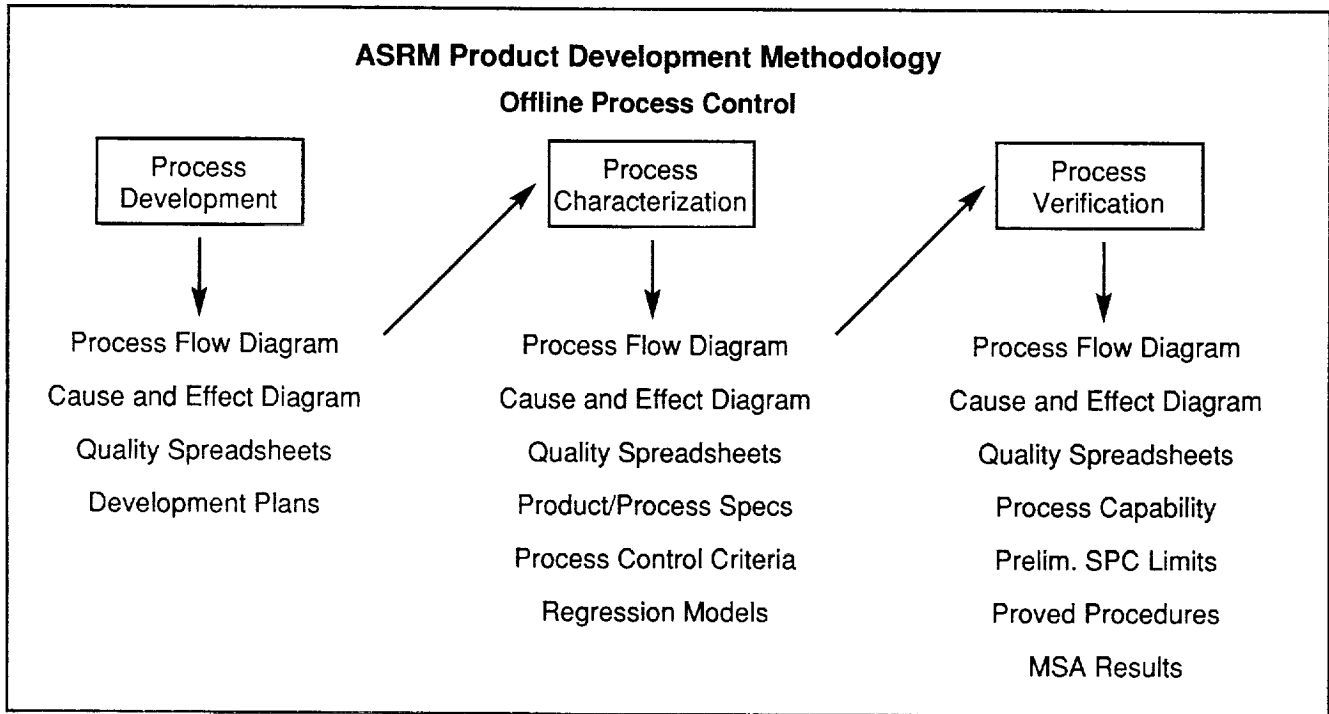 ASRM Product Development Methodology
Offline Process Control
Process
Development
Process Flow Diagram
Cause and Effect Diagram
Quality Spreadsheets
Development Plans
Process
Characterization
Process Flow Diagram
Cause and Effect Diagram
Quality Spreadsheets
Product/Process Specs
Process Control Criteria
Regression Models
Process
Verification
Process Flow Diagram
Cause and Effect Diagram
Quality Spreadsheets
Process Capability
Prelim. SPC Limits
Proved Procedures
MSA Results